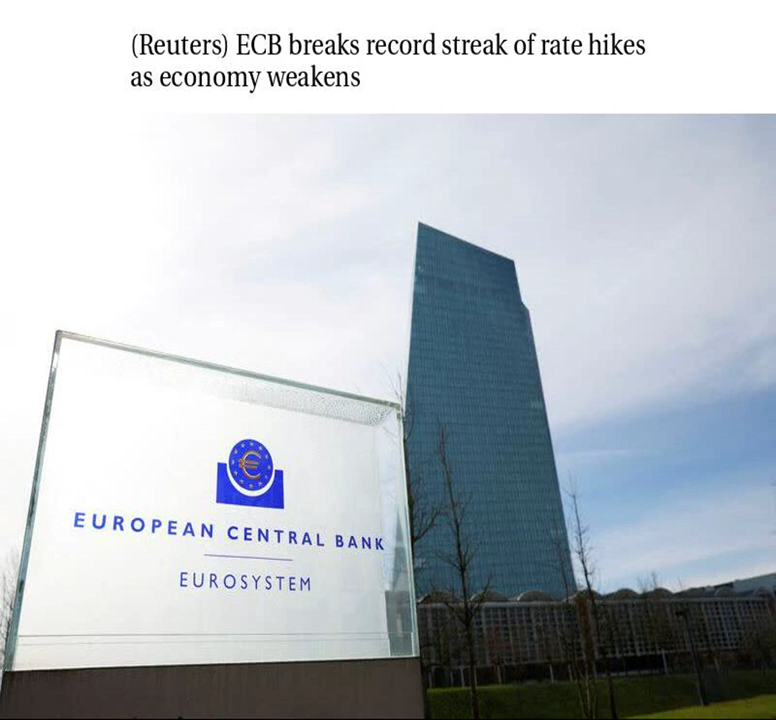 (Reuters) ECB breaks record streak of rate hikes
as economy weakens
€
EUROPEAN CENTRAL BANK
EUROSYSTEM